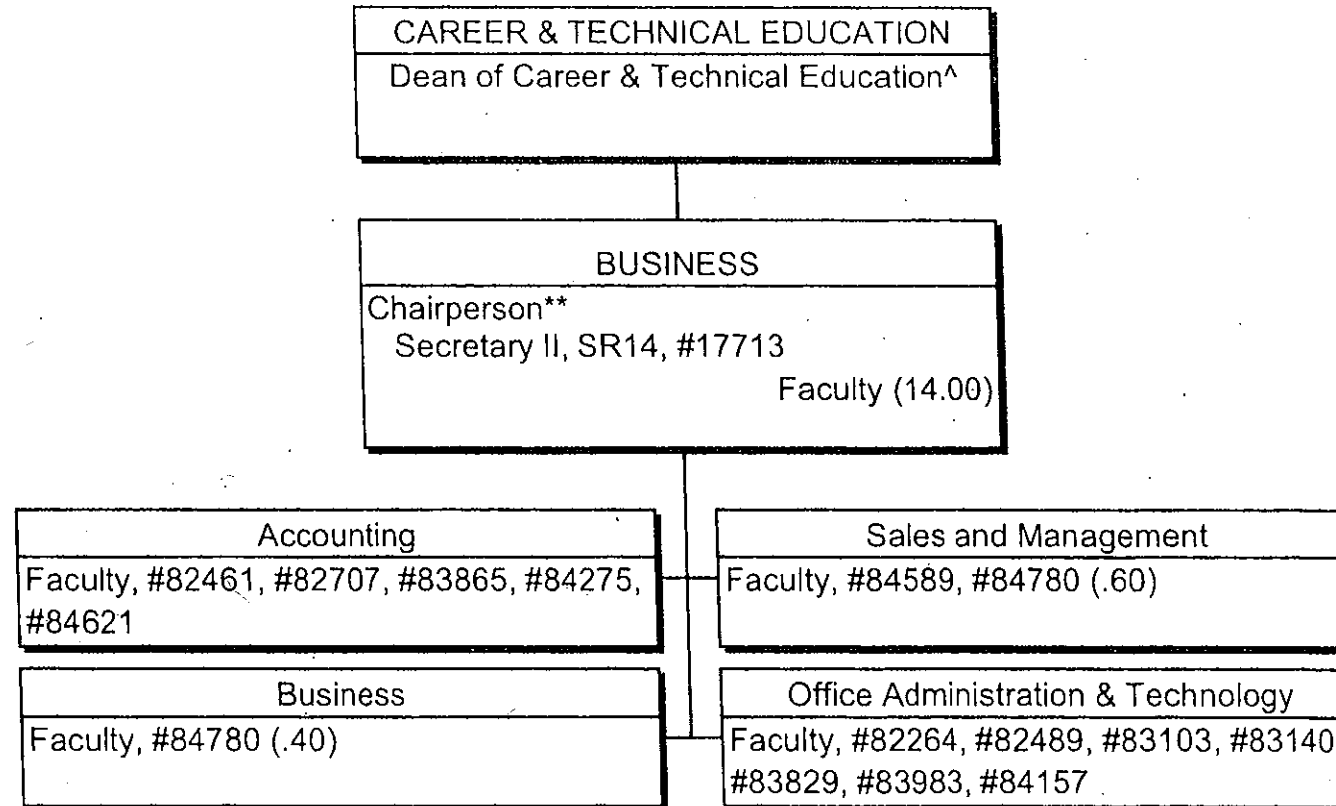 CAREER & TECHNICAL EDUCATION
Dean of Career & Technical Education^
BUSINESS
Chairperson**
Secretary II, SR14, #17713
Faculty (14.00)
Accounting
Faculty, #82461, #82707, #83865, #84275,
#84621
Sales and Management
Faculty, #84589, #84780 (.60)
Business
Faculty, #84780 (.40)
Office Administration & Technology
Faculty, #82264, #82489, #83103, #83140
#83829, #83983, #84157